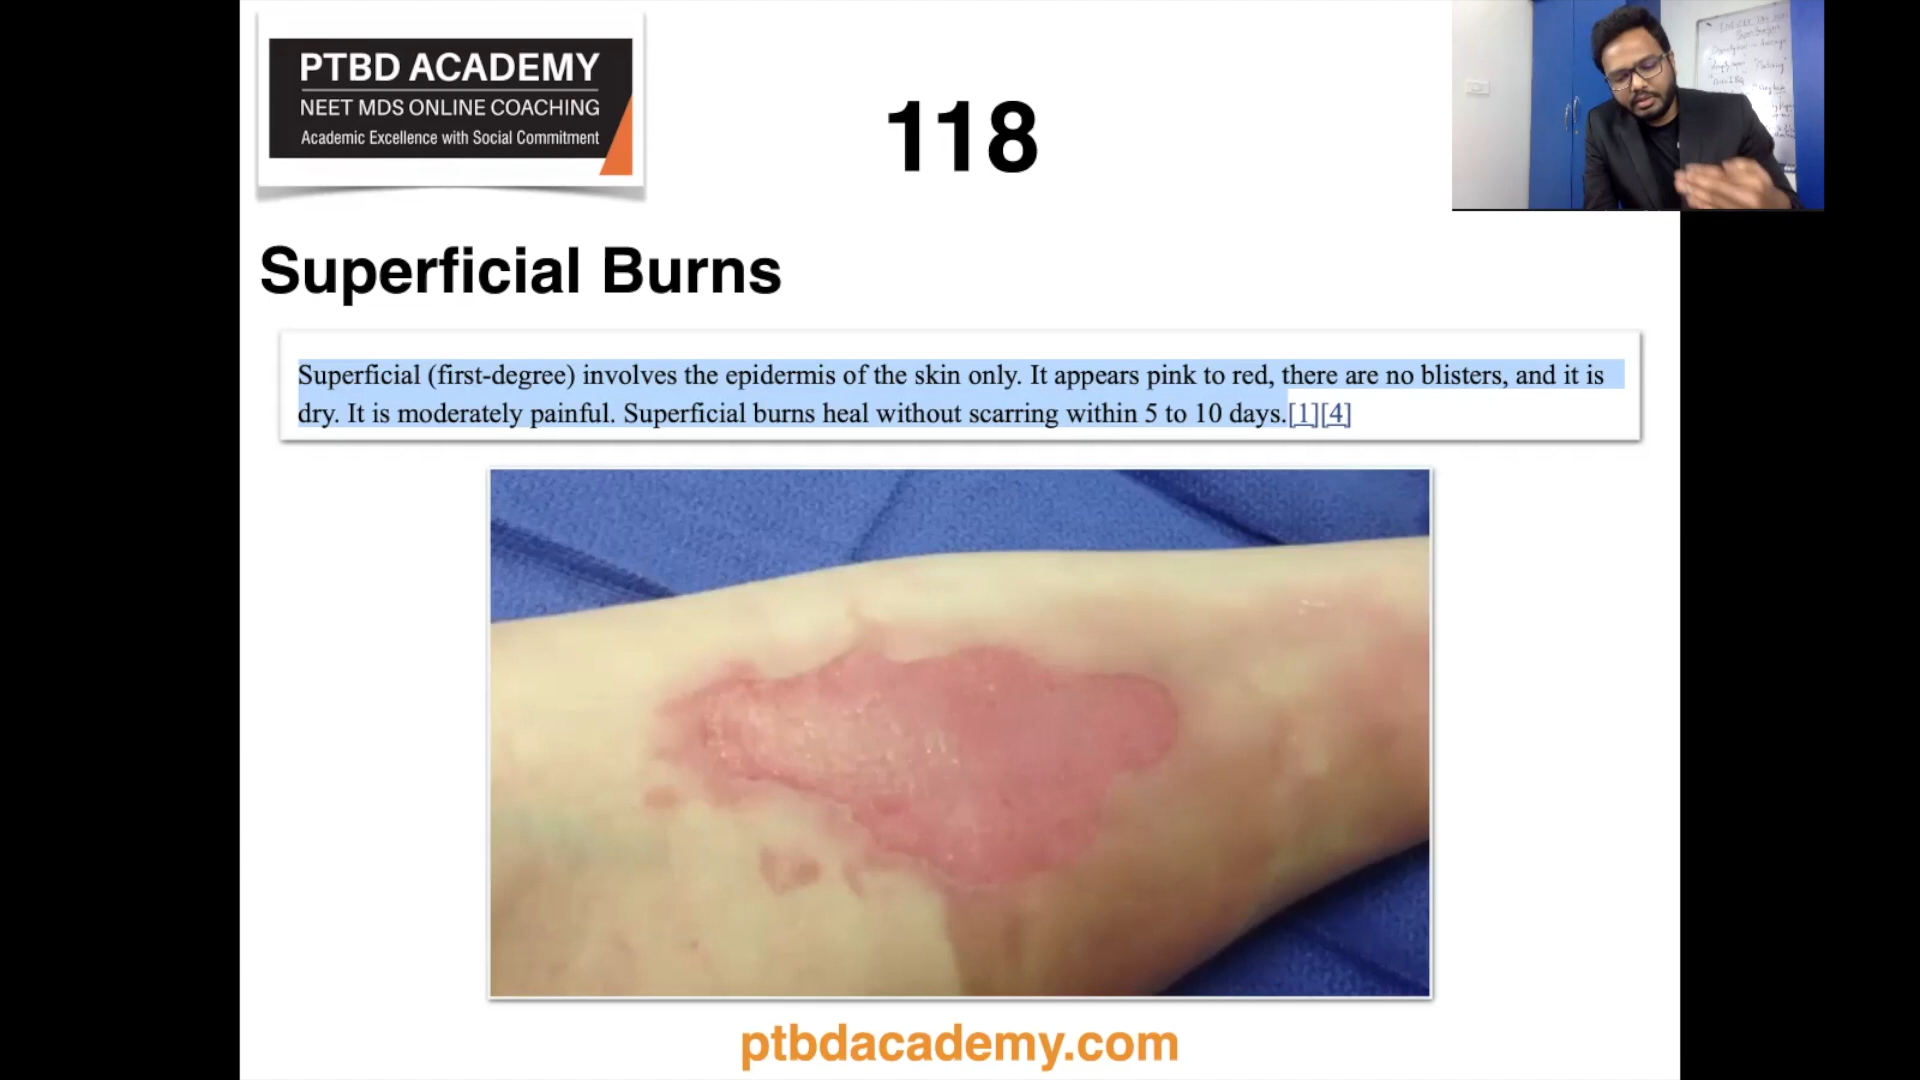 PTBD ACADEMY
NEET MDS ONLINE COACHING
Academic Excellence with Social Commitment
118
Superficial Burns
Superficial (first-degree) involves the epidermis of the skin only. It appears pink to red, there are no blisters, and it is
dry. It is moderately painful. Superficial burns heal without scarring within 5 to 10 days.[1][4]
ptbdacademy.com